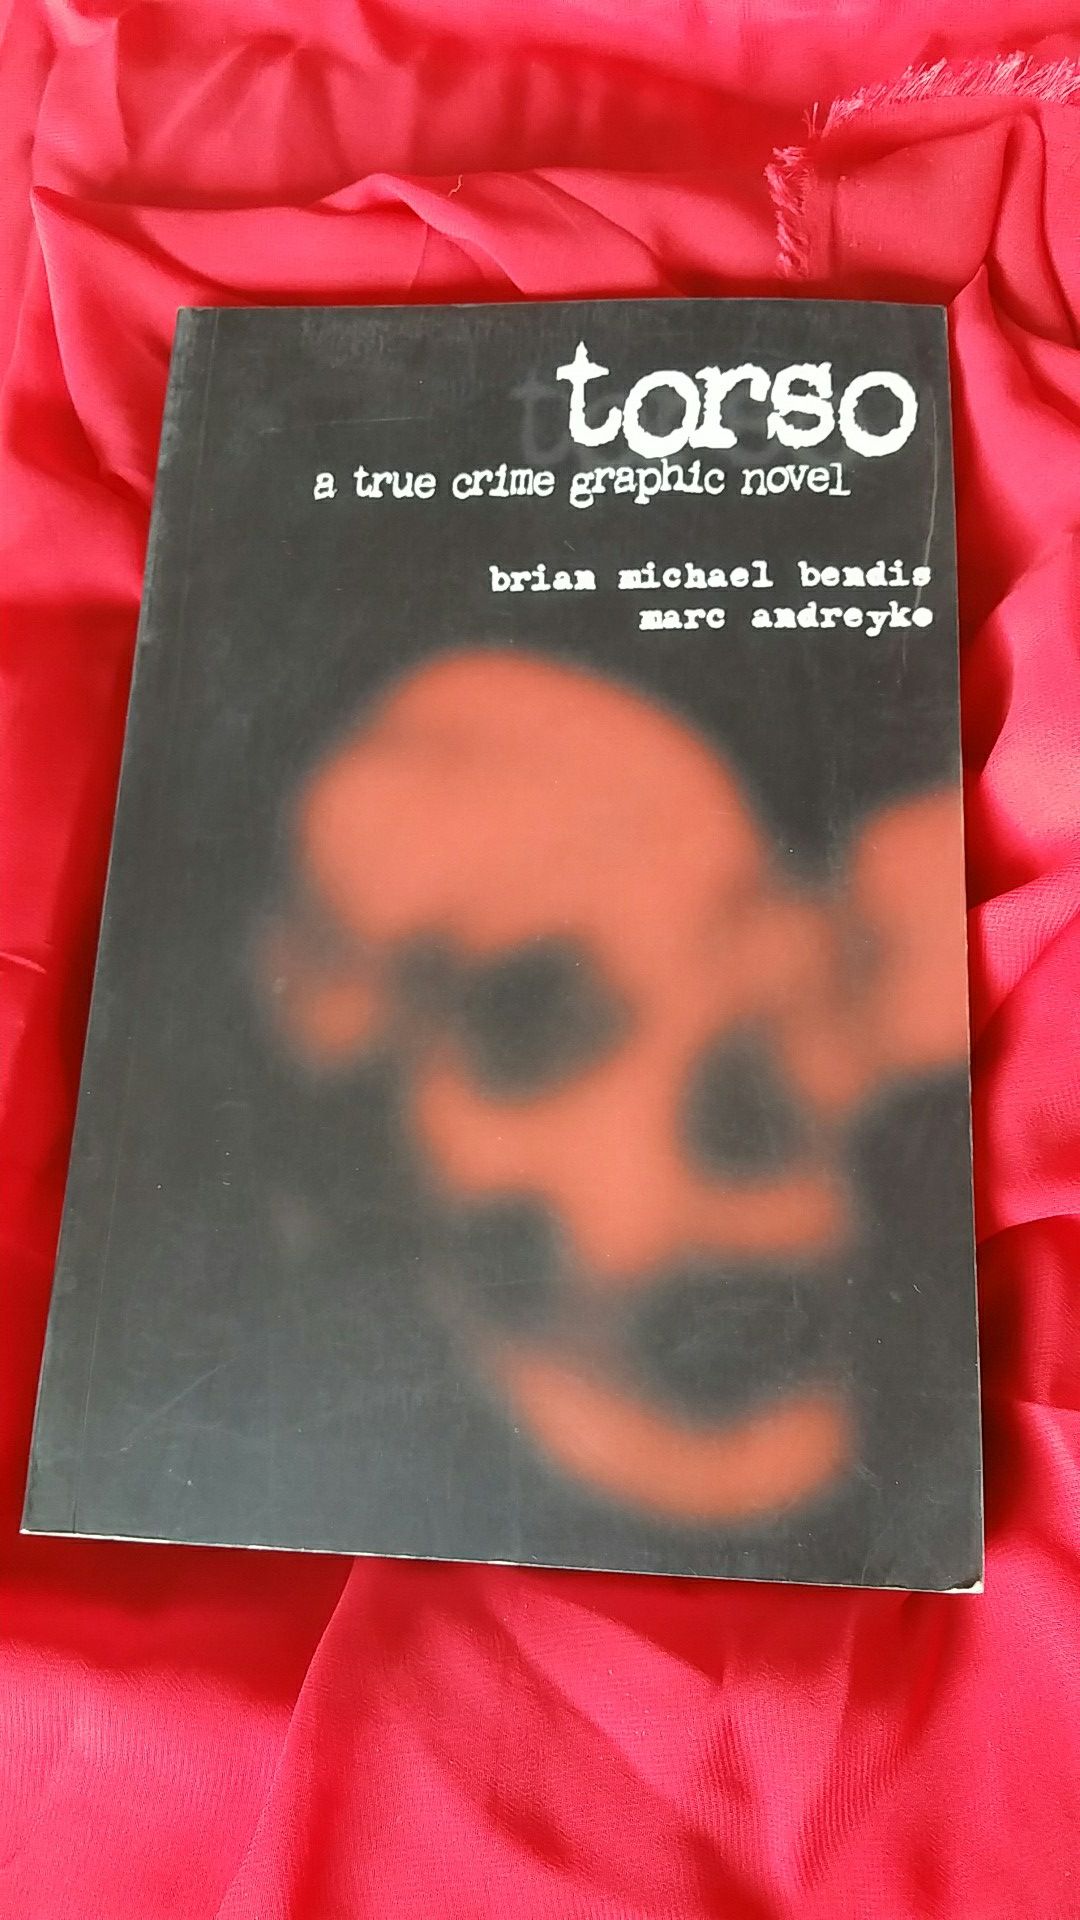 torso
a true crime graphic novel
brian michael bendis
marc andreyko